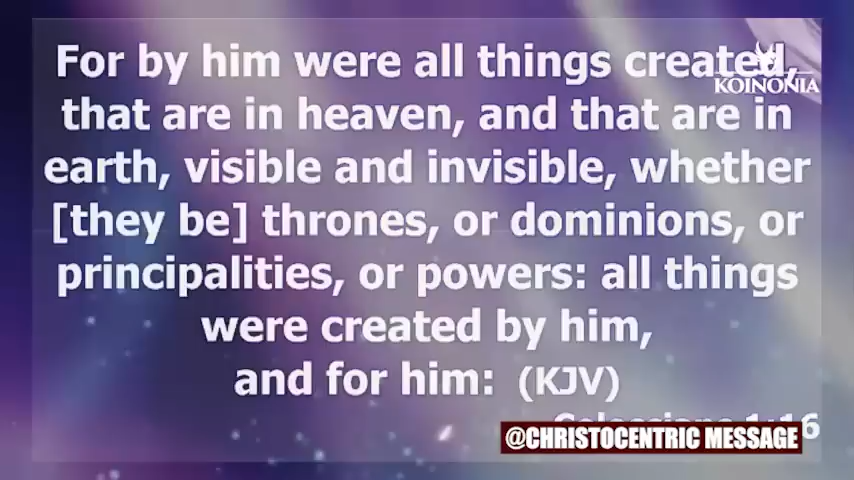 For by him were all things created,
KOINONIA
that are in heaven, and that are in
earth, visible and invisible, whether
[they be] thrones, or dominions, or
principalities, or powers: all things
were created by him,
and for him: (KJV)
Colossians 1:16
@CHRISTOCENTRIC MESSAGE